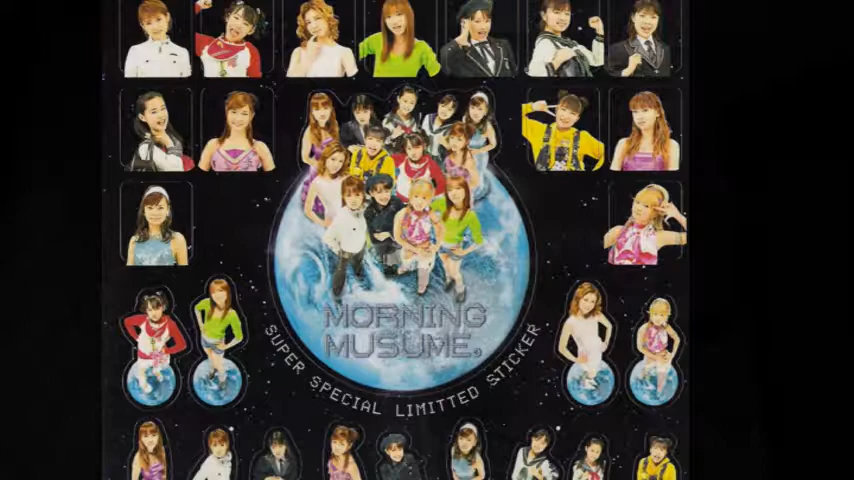 MORNING
MUSUME。
SUPER SPECIAL LIMITTED STICKER